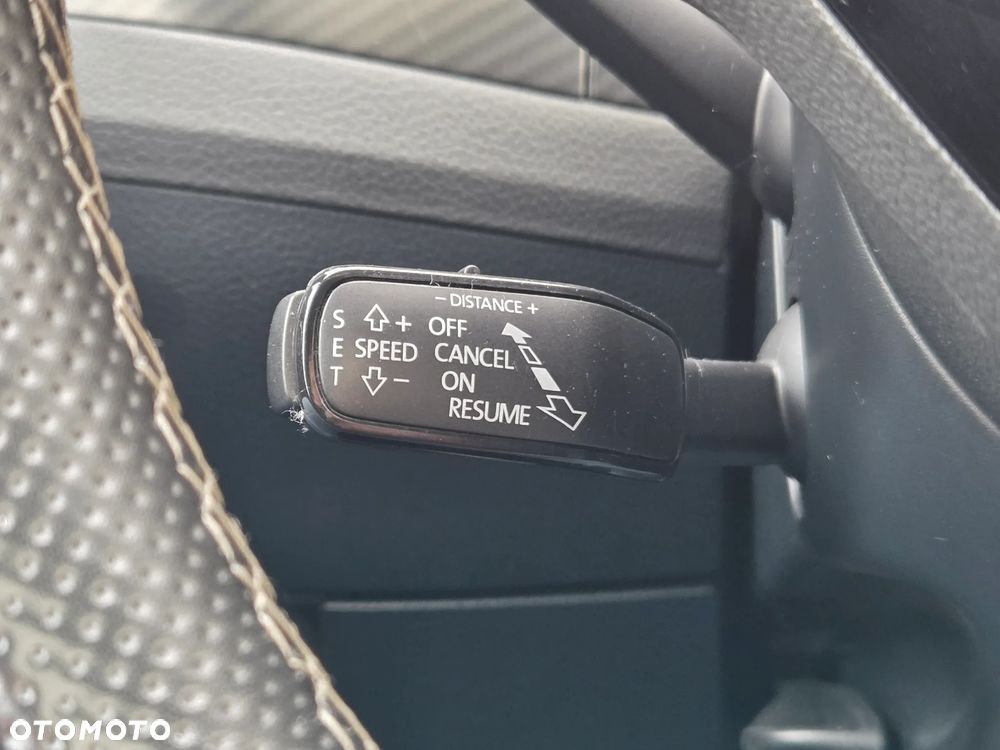 - DISTANCE +
S + OFF
E SPEED CANCEL
T - ON
RESUME
OTOMOTO